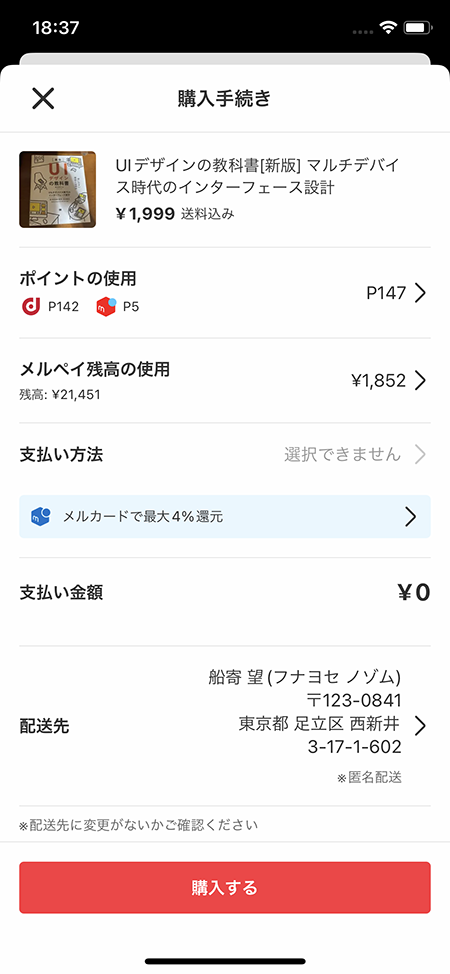 18:37
購入手続き
UIデザインの教科書[新版] マルチデバイ
ス時代のインターフェース設計
¥1,999 送料込み
ポイントの使用
P142 P5
P147
メルペイ残高の使用
残高: ¥21,451
¥1,852
支払い方法
選択できません
メルカードで最大4%還元
支払い金額
¥0
配送先
船寄 望(フナヨセ ノゾム)
〒123-0841
東京都 足立区 西新井
3-17-1-602
※匿名配送
※配送先に変更がないかご確認ください
購入する